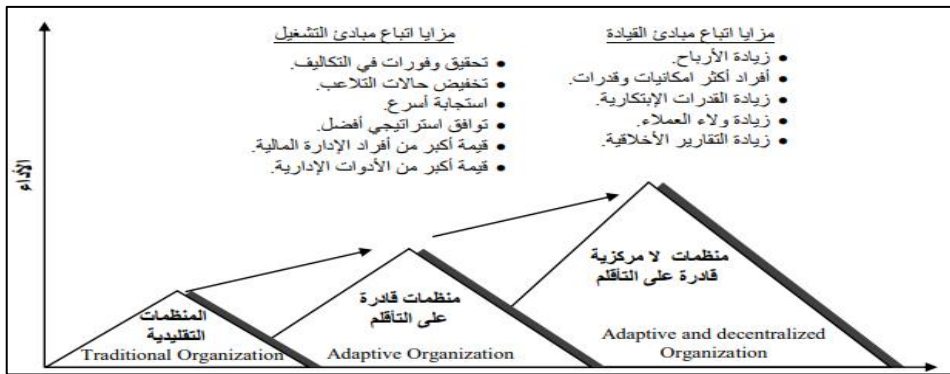 مزايا اتباع مبادئ القيادة
• زيادة الأرباح.
• أفراد أكثر امكانيات وقدرات.
• زيادة القدرات الإبتكارية.
• زيادة ولاء العملاء.
• زيادة التقارير الأخلاقية.
مزايا اتباع مبادئ التشغيل
• تحقيق وفورات في التكاليف.
• تخفيض حالات التلاعب.
• استجابة أسرع.
• توافق استراتيجي أفضل.
• قيمة أكبر من أفراد الإدارة المالية.
• قيمة أكبر من الأدوات الإدارية.
الأداء
منظمات لا مركزية
قادرة على التأقلم
Adaptive and decentralized
Organization
منظمات قادرة
على التأقلم
Adaptive Organization
المنظمات
التقليدية
Traditional Organization